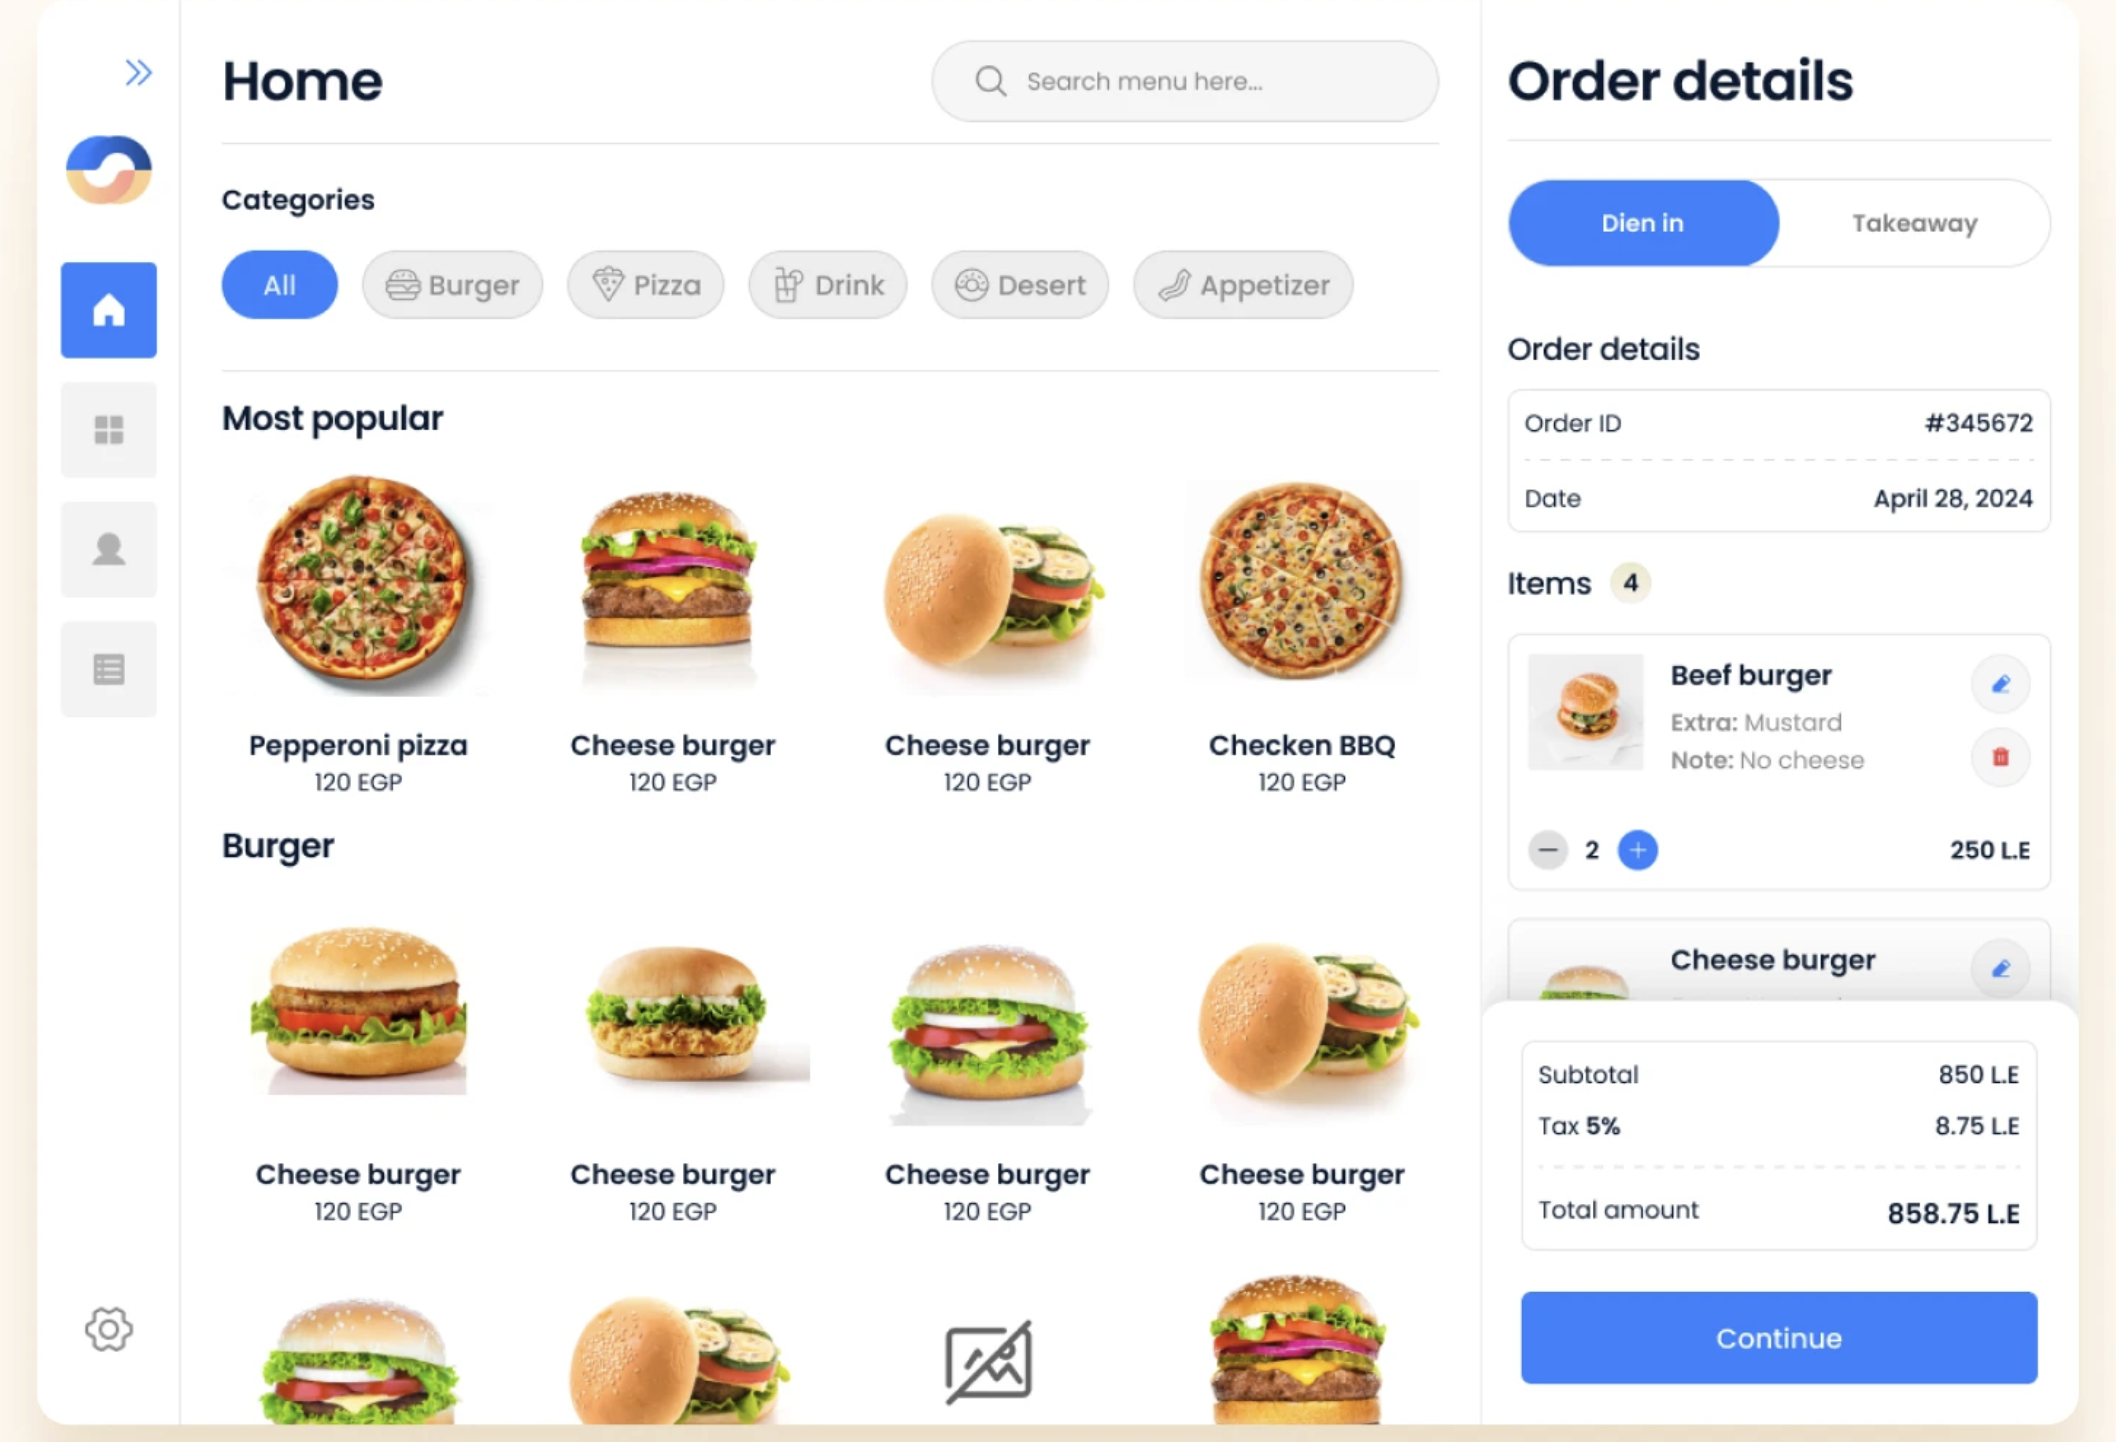 Home
Search menu here...
Categories
All
Burger
Pizza
Drink
Desert
Appetizer
Most popular
Pepperoni pizza
120 EGP
Cheese burger
120 EGP
Cheese burger
120 EGP
Checken BBQ
120 EGP
Burger
Cheese burger
120 EGP
Cheese burger
120 EGP
Cheese burger
120 EGP
Cheese burger
120 EGP
Order details
Dien in
Takeaway
Order details
Order ID #345672
Date April 28, 2024
Items 4
Beef burger
Extra: Mustard
Note: No cheese
2
250 L.E
Cheese burger
Subtotal 850 L.E
Tax 5% 8.75 L.E
Total amount 858.75 L.E
Continue